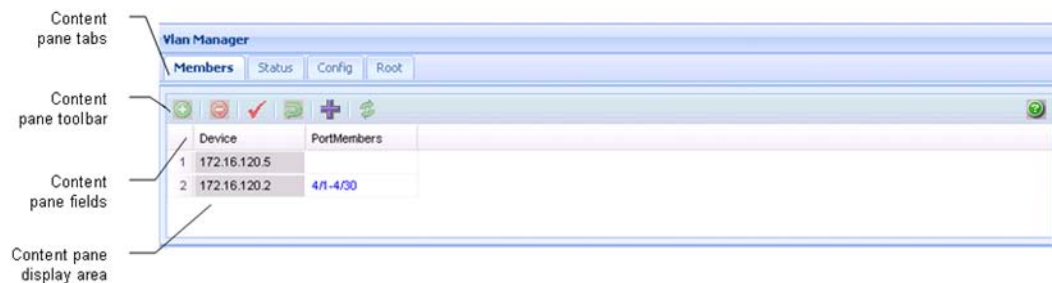 Content
pane tabs
Vlan Manager
Members Status Config Root
Content
pane toolbar
Device PortMembers
1 172.16.120.5
Content
pane fields
2 172.16.120.2 4/1-4/30
Content pane
display area